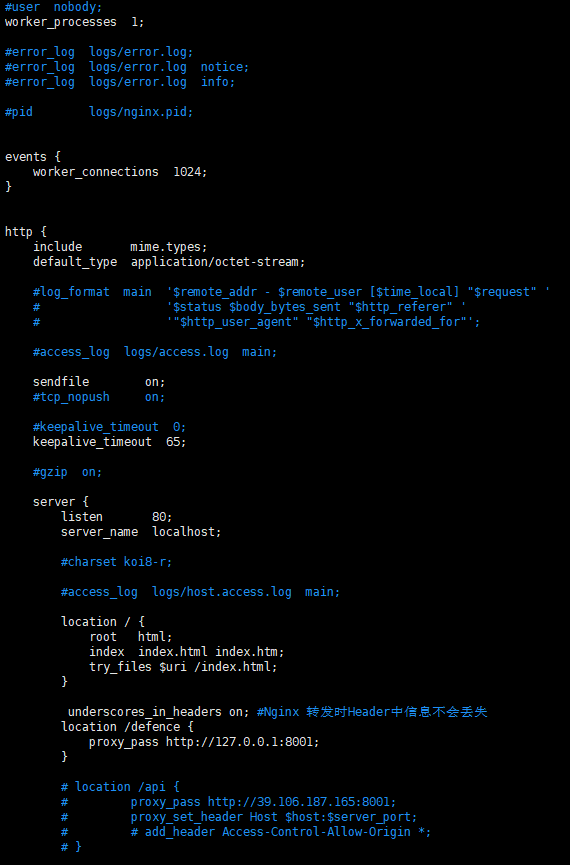 #user  nobody;
worker_processes  1;
#error_log  logs/error.log;
#error_log  logs/error.log  notice;
#error_log  logs/error.log  info;
#pid        logs/nginx.pid;
events {
    worker_connections  1024;
}
http {
    include       mime.types;
    default_type  application/octet-stream;
    #log_format  main  '$remote_addr - $remote_user [$time_local] "$request" '
    #                  '$status $body_bytes_sent "$http_referer" '
    #                  '"$http_user_agent" "$http_x_forwarded_for"';
    #access_log  logs/access.log  main;
    sendfile        on;
    #tcp_nopush     on;
    #keepalive_timeout  0;
    keepalive_timeout  65;
    #gzip  on;
    server {
        listen       80;
        server_name  localhost;
        #charset koi8-r;
        #access_log  logs/host.access.log  main;
        location / {
            root   html;
            index  index.html index.htm;
            try_files $uri /index.html;
        }
         underscores_in_headers on; #Nginx 转发时Header中信息不会丢失
        location /defence {
            proxy_pass http://127.0.0.1:8001;
        }
        # location /api {
        #         proxy_pass http://39.106.187.165:8001;
        #         proxy_set_header Host $host:$server_port;
        #         # add_header Access-Control-Allow-Origin *;
        # }